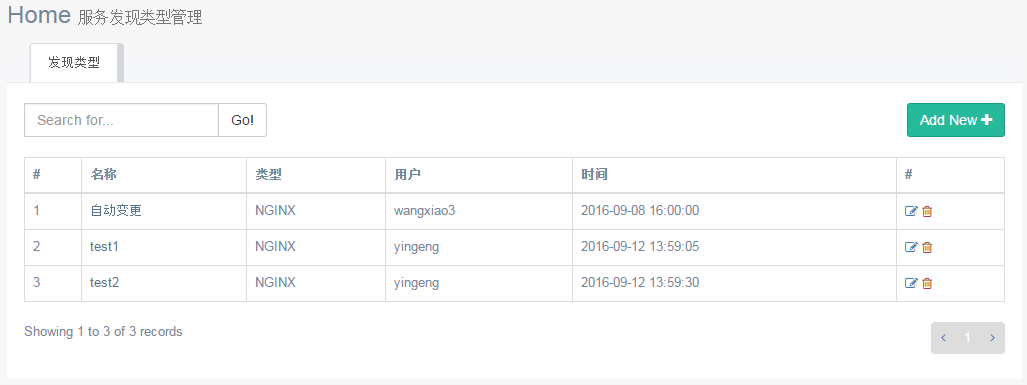 Home 服务发现类型管理
发现类型
Search for... Go! Add New
# 名称 类型 用户 时间 #
1 自动变更 NGINX wangxiao3 2016-09-08 16:00:00
2 test1 NGINX yingeng 2016-09-12 13:59:05
3 test2 NGINX yingeng 2016-09-12 13:59:30
Showing 1 to 3 of 3 records ‹ 1 ›